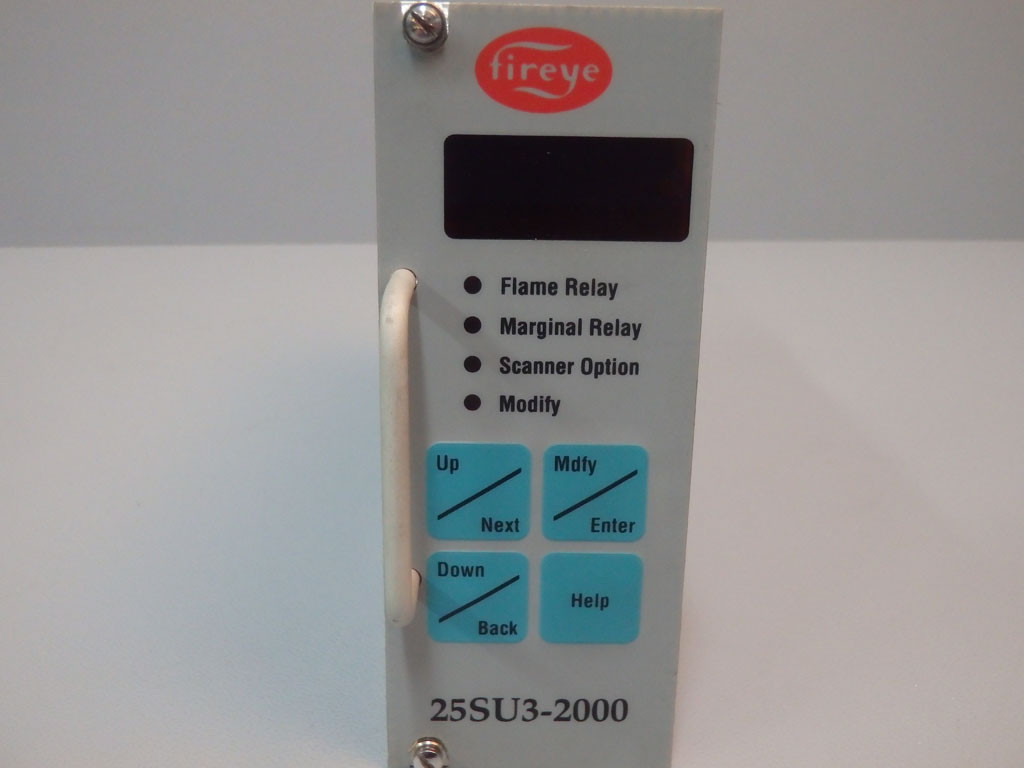 fireye
Flame Relay
Marginal Relay
Scanner Option
Modify
Up
Next
Mdfy
Enter
Down
Back
Help
25SU3-2000